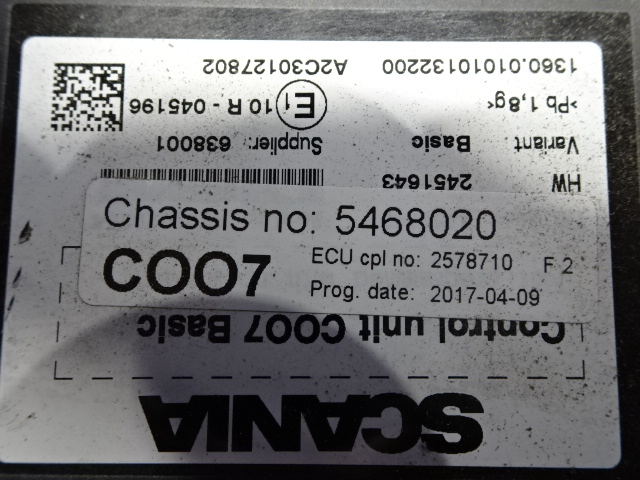 SCANIA
Control unit COO7 Basic
Chassis no: 5468020
COO7
ECU cpl no: 2578710 F 2
Prog. date: 2017-04-09
HW 2451643
Variant: Basic Supplier: 638001
>Pb 1,8g< E1 10 R - 045196
1360.01010132200 A2C30127802